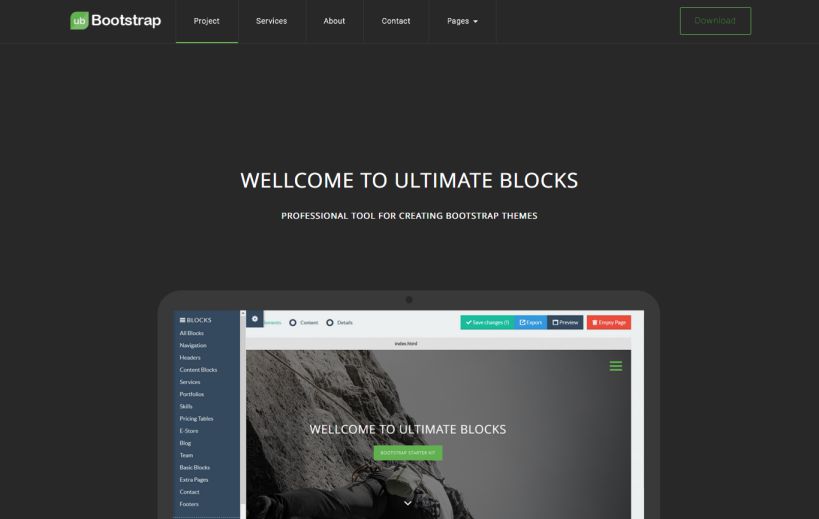 ub Bootstrap
Project Services About Contact Pages
Download
WELLCOME TO ULTIMATE BLOCKS
PROFESSIONAL TOOL FOR CREATING BOOTSTRAP THEMES
BLOCKS
All Blocks
Navigation
Headers
Content Blocks
Services
Portfolios
Skills
Pricing Tables
E-Store
Blog
Team
Basic Blocks
Extra Pages
Contact
Footers
Content Details
Save changes (1) Export Preview Empty Page
index.html
WELLCOME TO ULTIMATE BLOCKS
BOOTSTRAP STARTER KIT